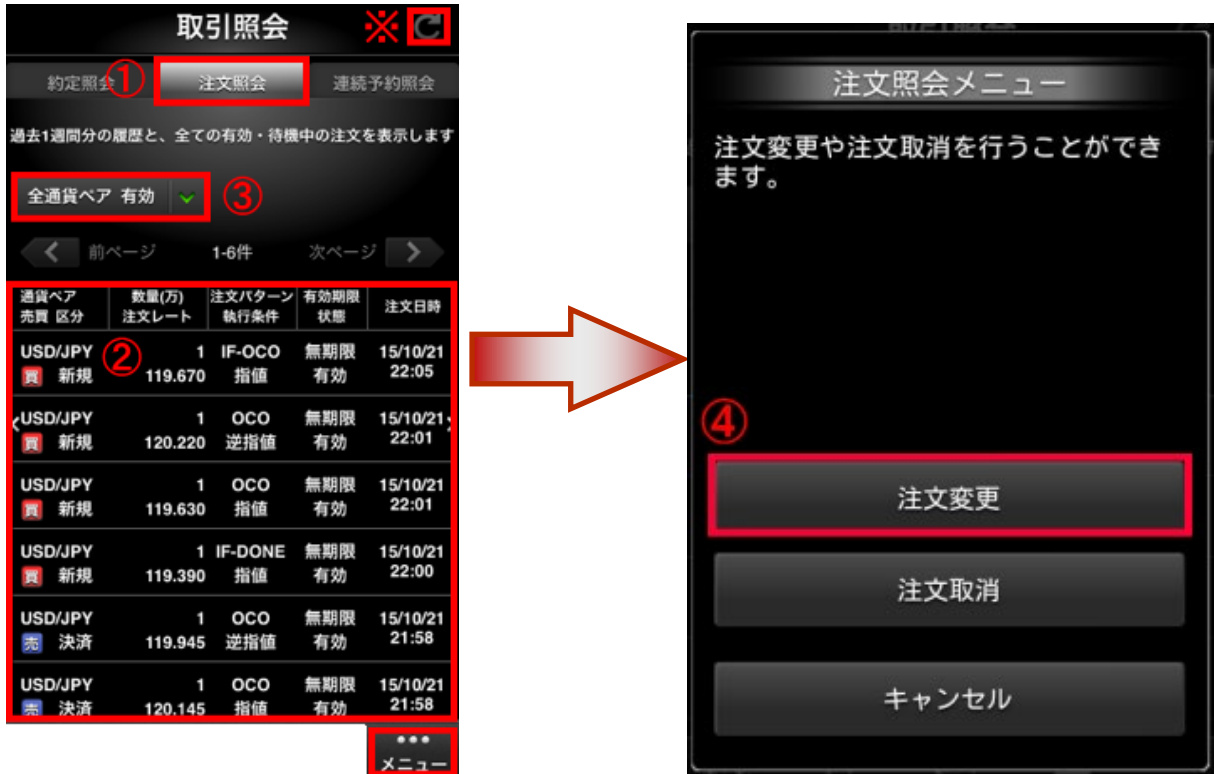 取引照会 ※
約定照会 ① 注文照会 連続予約照会
過去1週間分の履歴と、全ての有効・待機中の注文を表示します
全通貨ペア 有効 ③
前ページ 1-6件 次ページ
通貨ペア 数量(万) 注文パターン 有効期限 注文日時
売買 区分 注文レート 執行条件 状態
②
USD/JPY 1 IF-OCO 無期限 15/10/21
買 新規 119.670 指値 有効 22:05
USD/JPY 1 OCO 無期限 15/10/21
買 新規 120.220 逆指値 有効 22:01
USD/JPY 1 OCO 無期限 15/10/21
買 新規 119.630 指値 有効 22:01
USD/JPY 1 IF-DONE 無期限 15/10/21
買 新規 119.390 指値 有効 22:00
USD/JPY 1 OCO 無期限 15/10/21
売 決済 119.945 逆指値 有効 21:58
USD/JPY 1 OCO 無期限 15/10/21
売 決済 120.145 指値 有効 21:58
メニュー
注文照会メニュー
注文変更や注文取消を行うことができ
ます。
④
注文変更
注文取消
キャンセル